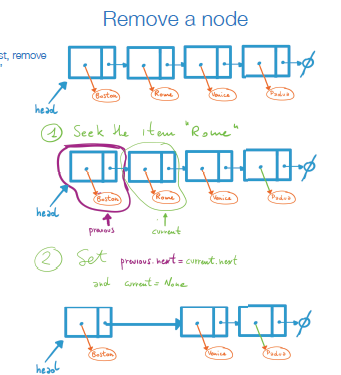 Remove a node
st, remove
"
Boston Rome Venice Padua
head
1 Seek the item "Rome"
Boston Rome Venice Padua
head previous current
2 Set previous.next = current.next
and current = None
Boston Venice Padua
head